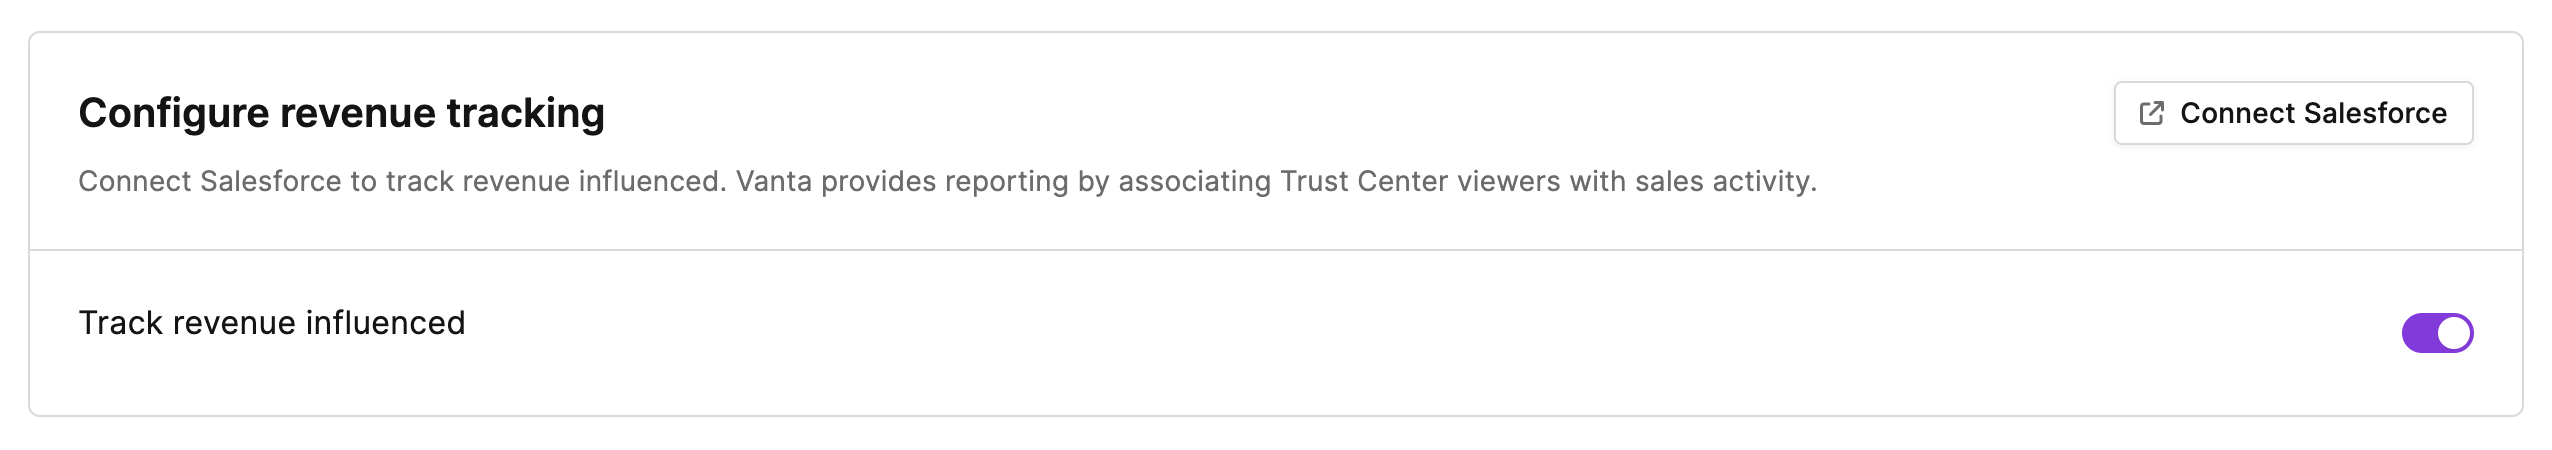 Configure revenue tracking
Connect Salesforce
Connect Salesforce to track revenue influenced. Vanta provides reporting by associating Trust Center viewers with sales activity.
Track revenue influenced